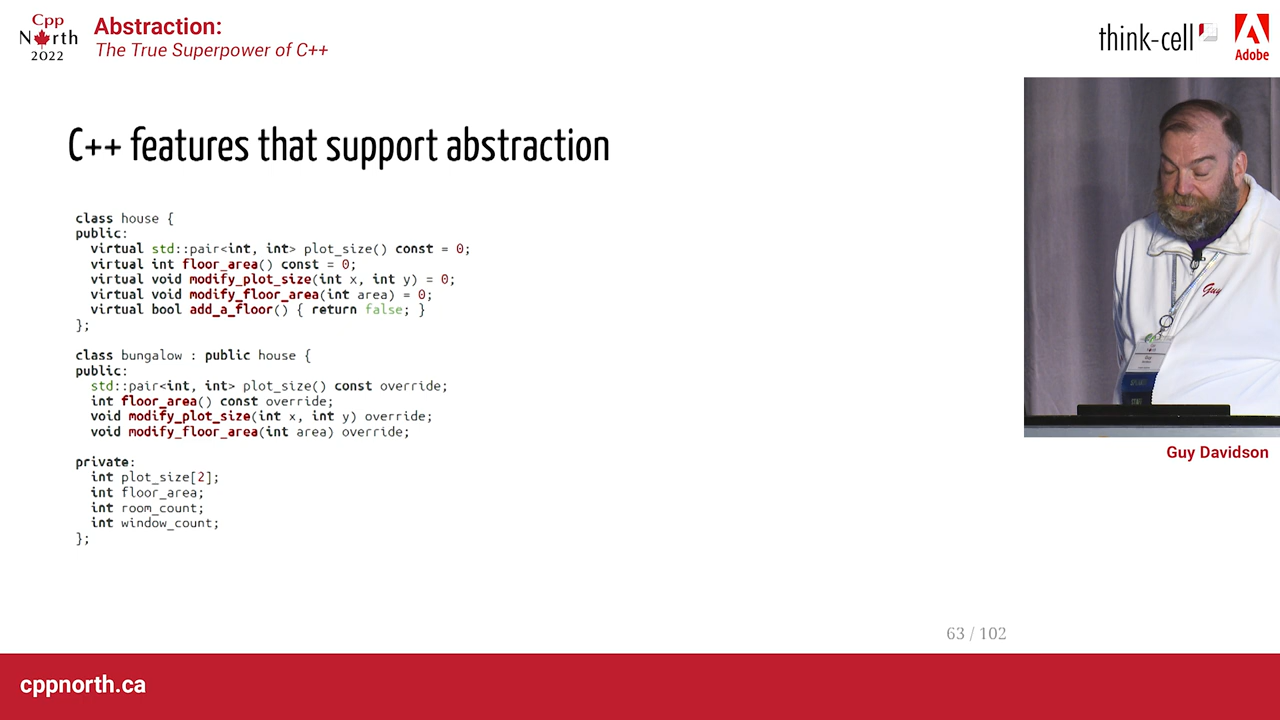 Cpp
North
2022
Abstraction:
The True Superpower of C++
think-cell
Adobe
C++ features that support abstraction
class house {
public:
virtual std::pair<int, int> plot_size() const = 0;
virtual int floor_area() const = 0;
virtual void modify_plot_size(int x, int y) = 0;
virtual void modify_floor_area(int area) = 0;
virtual bool add_a_floor() { return false; }
};
class bungalow : public house {
public:
std::pair<int, int> plot_size() const override;
int floor_area() const override;
void modify_plot_size(int x, int y) override;
void modify_floor_area(int area) override;
private:
int plot_size[2];
int floor_area;
int room_count;
int window_count;
};
Guy
Guy Davidson
63 / 102
cppnorth.ca